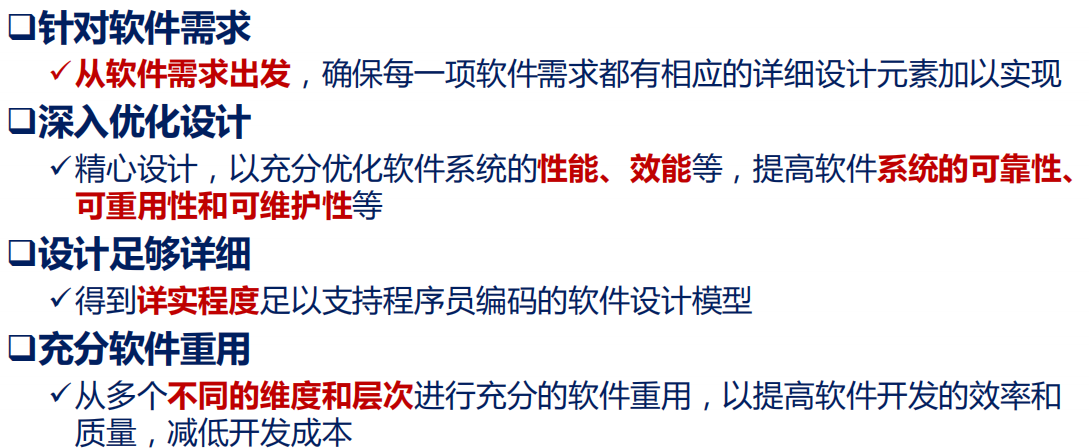 ❑针对软件需求
✓从软件需求出发，确保每一项软件需求都有相应的详细设计元素加以实现
❑深入优化设计
✓精心设计，以充分优化软件系统的性能、效能等，提高软件系统的可靠性、
可重用性和可维护性等
❑设计足够详细
✓得到详实程度足以支持程序员编码的软件设计模型
❑充分软件重用
✓从多个不同的维度和层次进行充分的软件重用，以提高软件开发的效率和
质量，减低开发成本